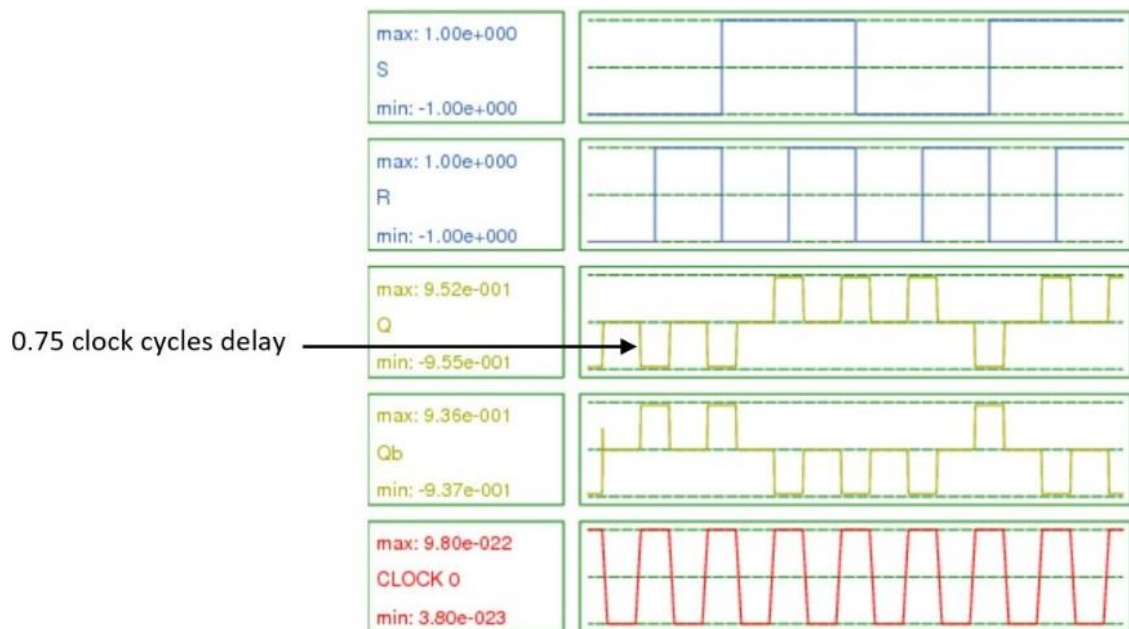 max: 1.00e+000
S
min: -1.00e+000
max: 1.00e+000
R
min: -1.00e+000
max: 9.52e-001
Q
0.75 clock cycles delay
min: -9.55e-001
max: 9.36e-001
Qb
min: -9.37e-001
max: 9.80e-022
CLOCK 0
min: 3.80e-023